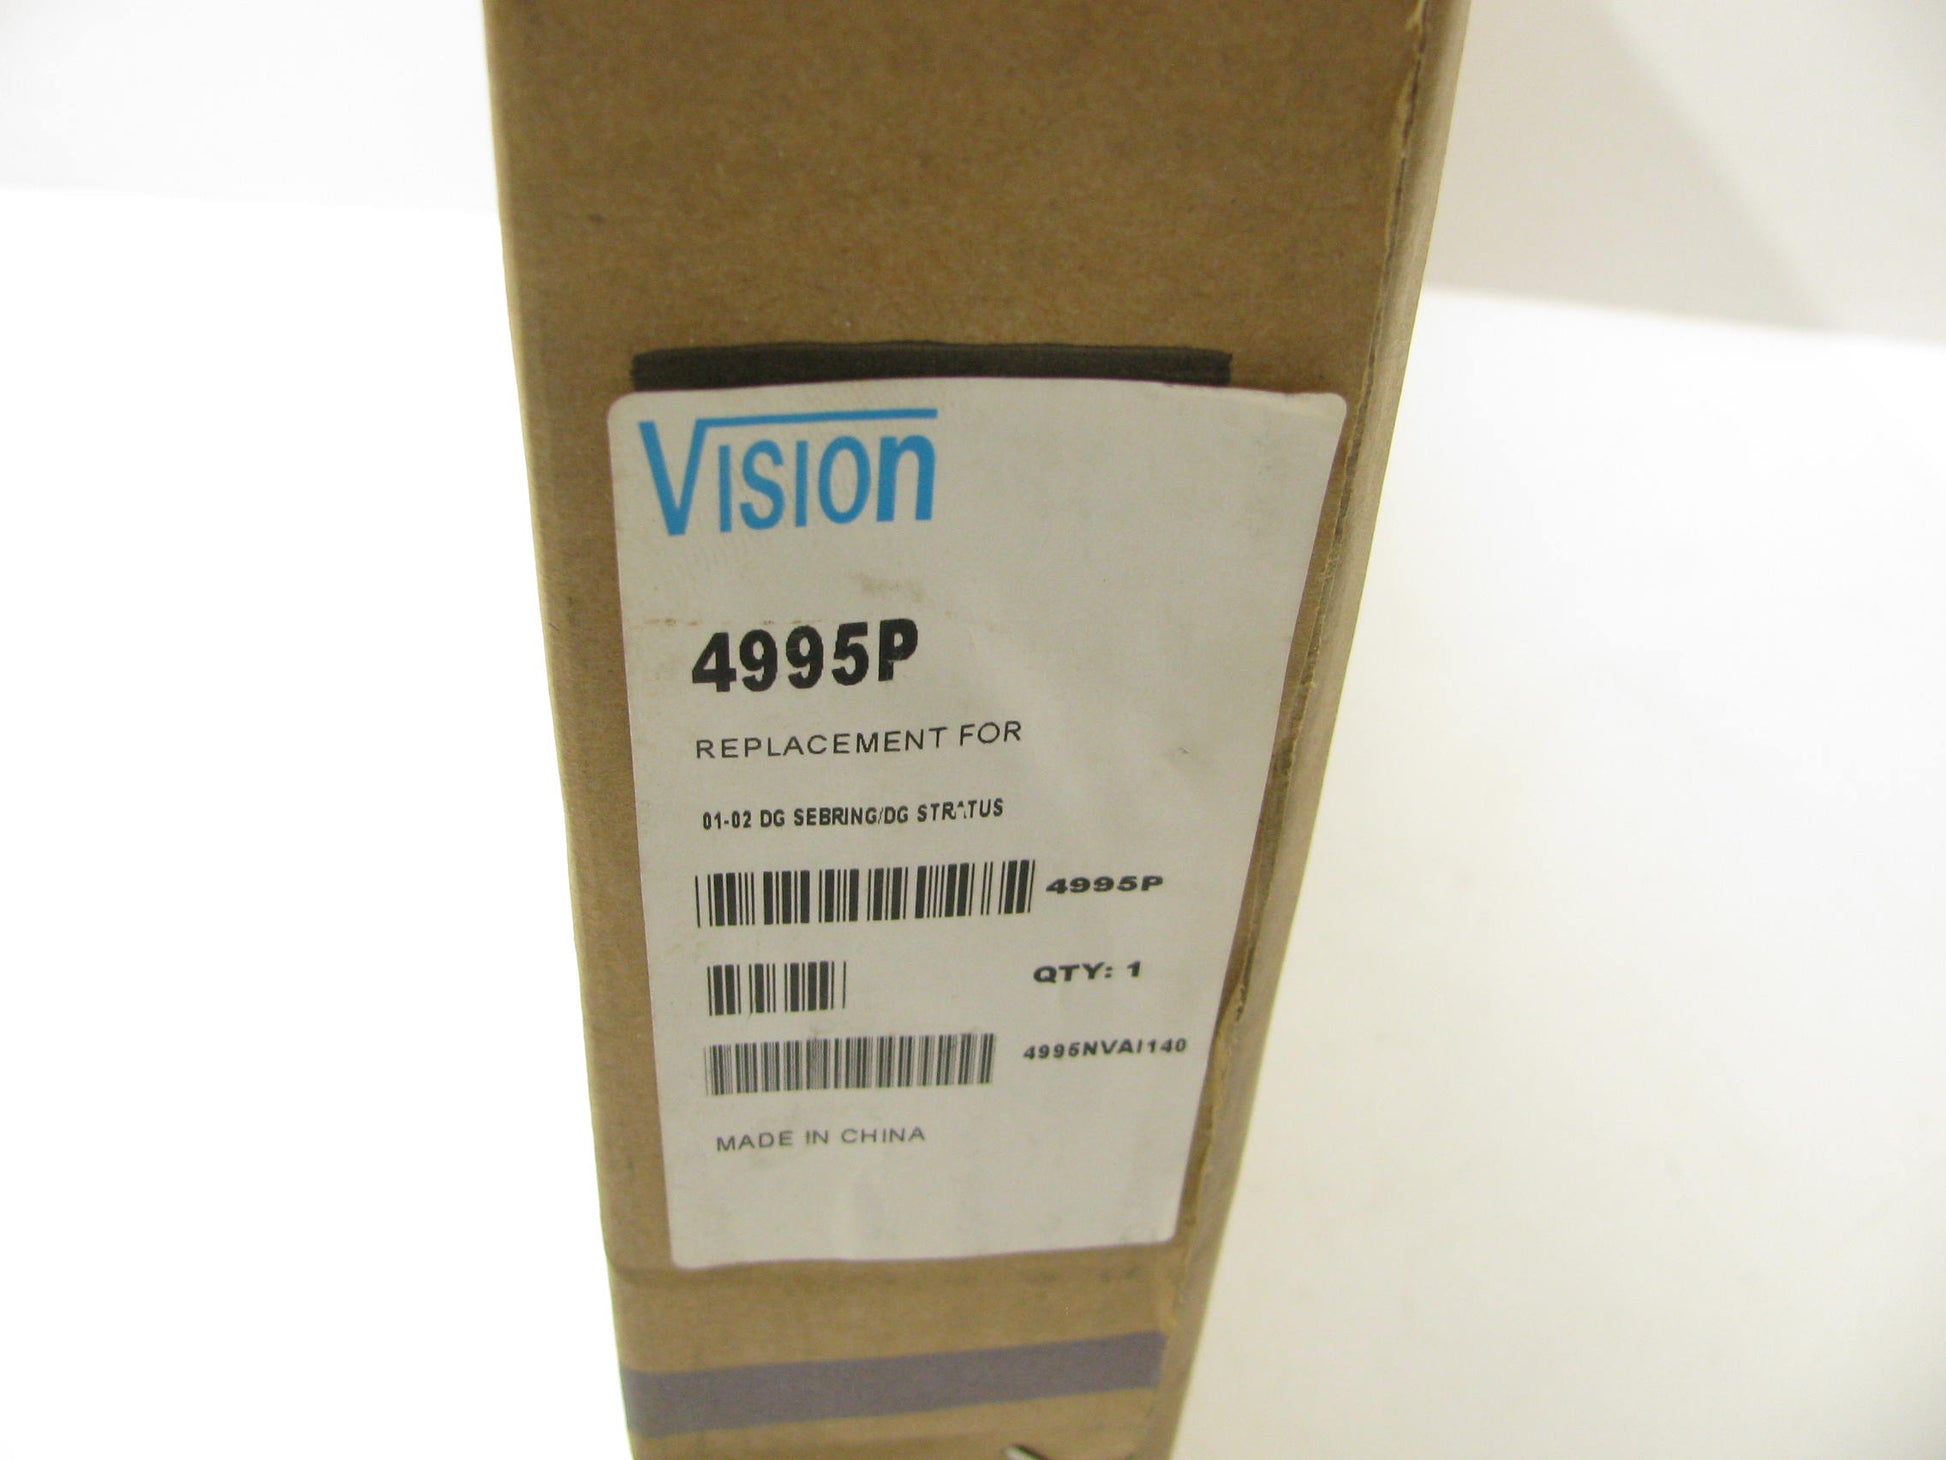 Vision
4995P
REPLACEMENT FOR
01-02 DG SEBRING/DG STRATUS
4995P
QTY: 1
4995NVAI140
MADE IN CHINA